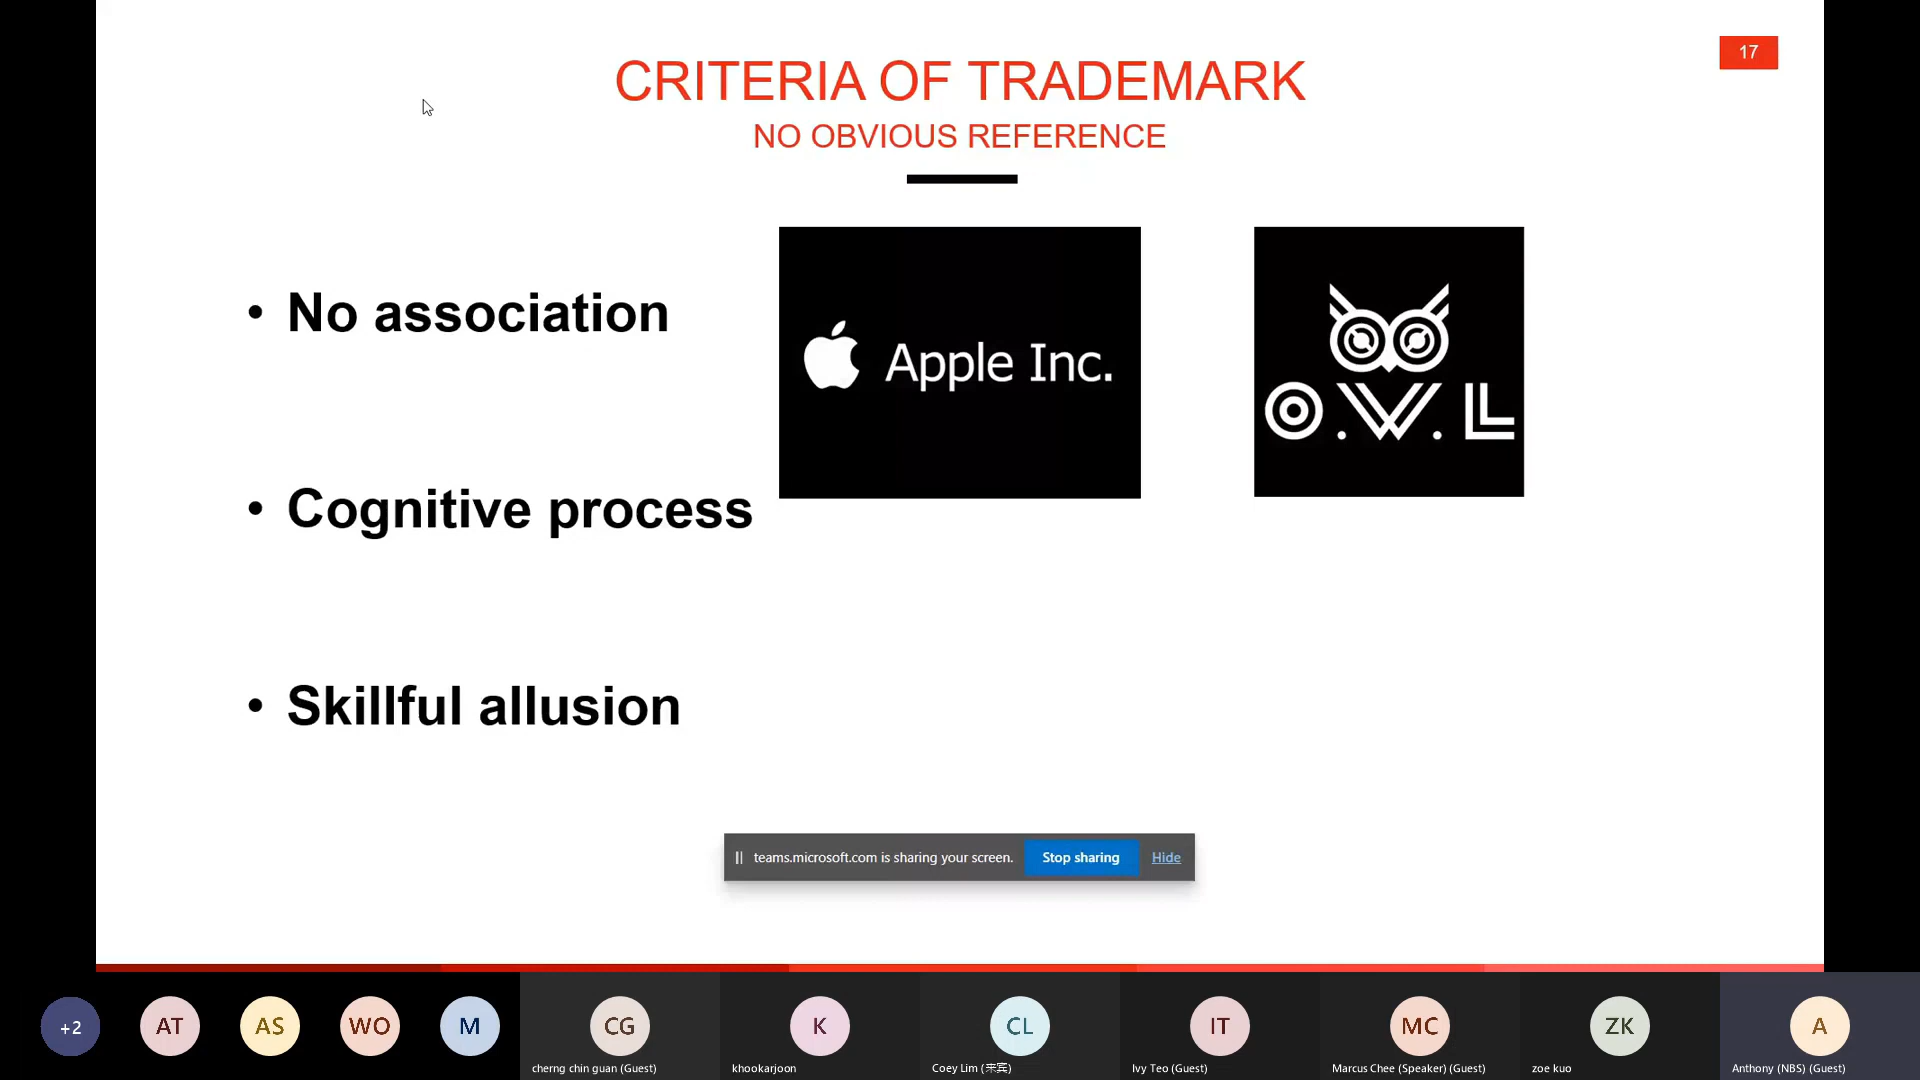 17
CRITERIA OF TRADEMARK
NO OBVIOUS REFERENCE
• No association
Apple Inc.
O.W.L
• Cognitive process
• Skillful allusion
teams.microsoft.com is sharing your screen. Stop sharing Hide
+2 AT AS WO M CG K CL IT MC ZK A
cherng chin guan (Guest) khookarjoon Coey Lim (来宾) Ivy Teo (Guest) Marcus Chee (Speaker) (Guest) zoe kuo Anthony (NBS) (Guest)